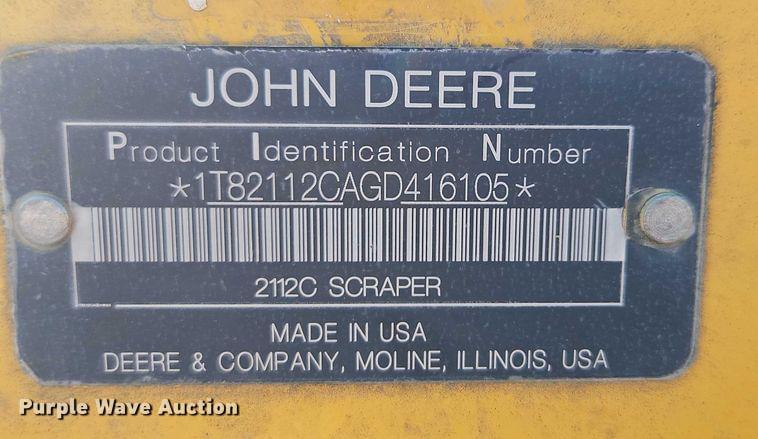 JOHN DEERE
Product Identification Number
*1T82112CAGD416105*
2112C SCRAPER
MADE IN USA
DEERE & COMPANY, MOLINE, ILLINOIS, USA
Purple Wave Auction